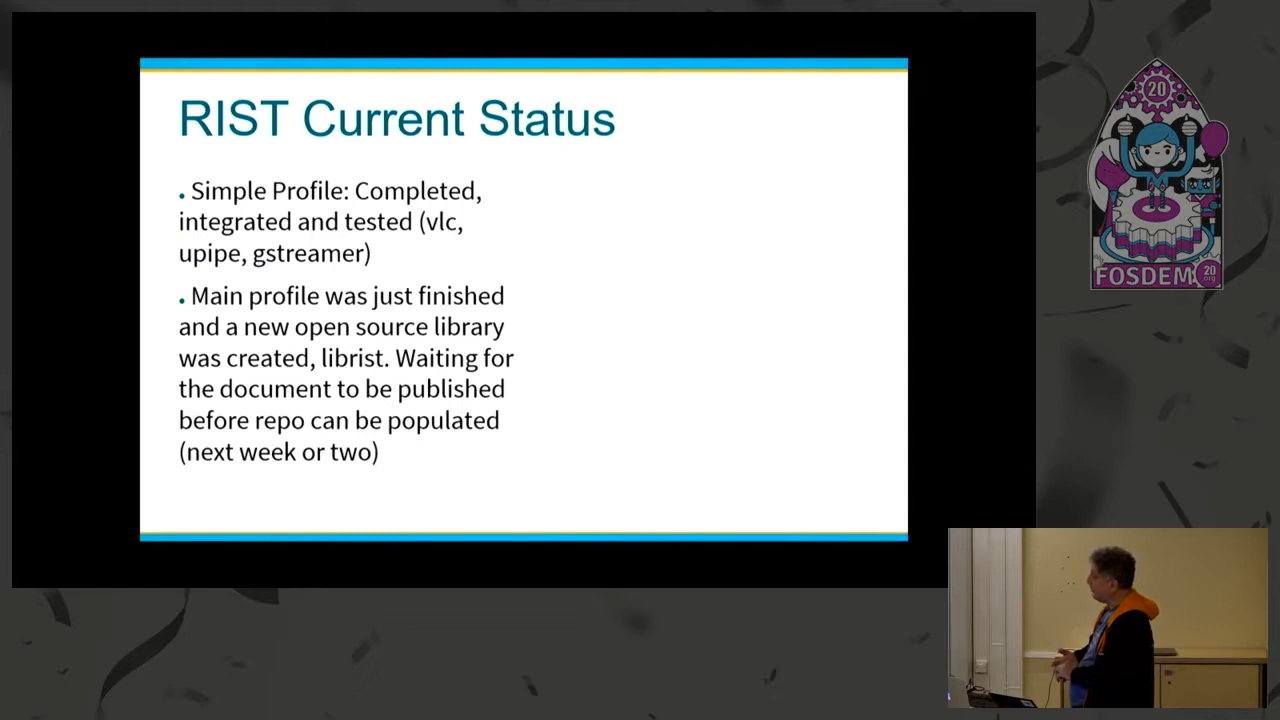 RIST Current Status
• Simple Profile: Completed,
integrated and tested (vlc,
upipe, gstreamer)
• Main profile was just finished
and a new open source library
was created, librist. Waiting for
the document to be published
before repo can be populated
(next week or two)
20
FOSDEM 20
org